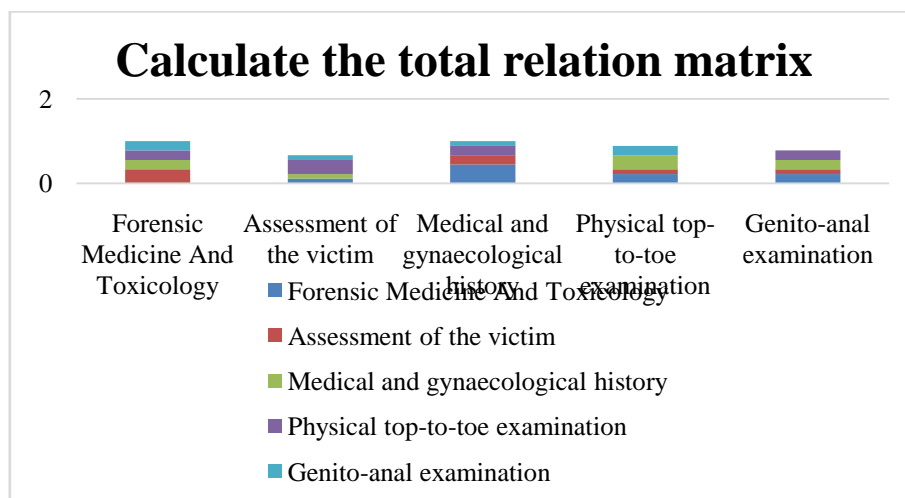 Calculate the total relation matrix
2
0
Forensic
Medicine And
Toxicology
Assessment of
the victim
Medical and
gynaecological
history
Physical top-
to-toe
examination
Genito-anal
examination
Forensic Medicine And Toxicology
Assessment of the victim
Medical and gynaecological history
Physical top-to-toe examination
Genito-anal examination